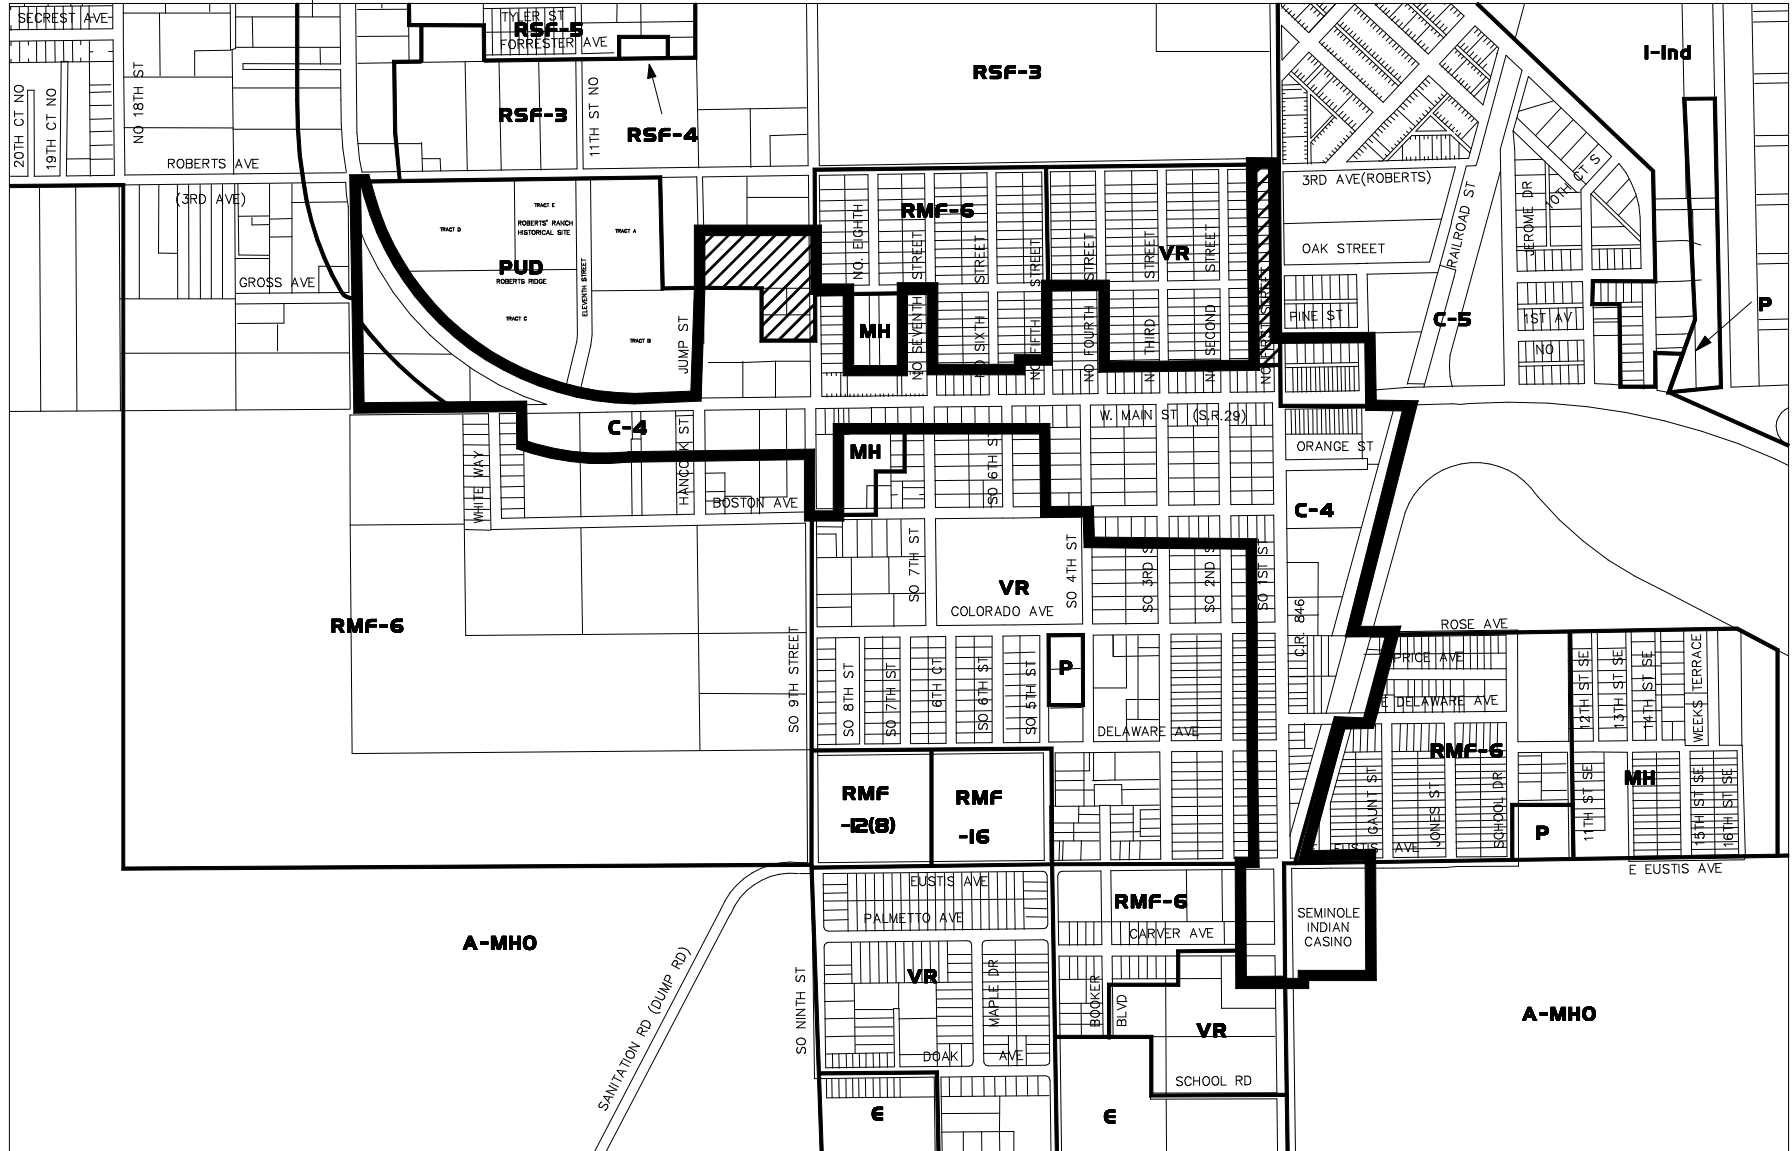 SECREST AVE
TYLER ST
RSF-5
FORRESTER AVE
I-Ind
RSF-3
20TH CT NO
19TH CT NO
NO 18TH ST
RSF-3
11TH ST NO
RSF-4
ROBERTS AVE
(3RD AVE)
3RD AVE(ROBERTS)
10TH CT S
JEROME DR
RAILROAD ST
TRACT E
ROBERTS' RANCH
HISTORICAL SITE
TRACT D
TRACT A
RMF-6
NO. EIGHTH
STREET
STREET
STREET
STREET
STREET
STREET
VR
OAK STREET
PUD
ROBERTS RIDGE
GROSS AVE
ELEVENTH STREET
TRACT C
TRACT B
JUMP ST
MH
NO SEVENTH
NO SIXTH
NO FIFTH
NO FOURTH
NO THIRD
NO SECOND
NO FIRST STREET
PINE ST
C-5
1ST AV
NO
P
W. MAIN ST (S.R.29)
C-4
HANCOCK ST
WHITE WAY
BOSTON AVE
MH
SO 6TH ST
ORANGE ST
C-4
SO 7TH ST
VR
COLORADO AVE
SO 4TH ST
SO 3RD S
SO 2ND S
SO 1ST ST
C.R. 846
RMF-6
ROSE AVE
PRICE AVE
E DELAWARE AVE
SO 9TH STREET
SO 8TH ST
SO 7TH ST
6TH CT
SO 6TH ST
SO 5TH ST
P
DELAWARE AVE
12TH ST SE
13TH ST SE
14TH ST SE
WEEKS TERRACE
RMF-6
MH
RMF
-12(8)
RMF
-16
GAUNT ST
JONES ST
SCHOOL DR
P
11TH ST SE
15TH ST SE
16TH ST SE
EUSTIS AVE
E EUSTIS AVE
EUSTIS AVE
PALMETTO AVE
RMF-6
CARVER AVE
SEMINOLE
INDIAN
CASINO
A-MHO
SANITATION RD (DUMP RD)
SO NINTH ST
VR
MAPLE DR
BOOKER
BLVD
VR
A-MHO
DOAK AVE
SCHOOL RD
E
E